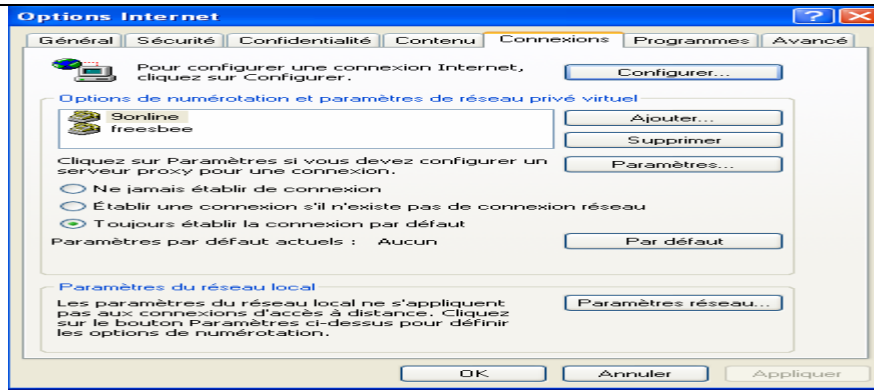 Options Internet
Général Sécurité Confidentialité Contenu Connexions Programmes Avancé
Pour configurer une connexion Internet,
cliquez sur Configurer.
Configurer...
Options de numérotation et paramètres de réseau privé virtuel
9online
freesbee
Ajouter...
Supprimer
Cliquez sur Paramètres si vous devez configurer un
serveur proxy pour une connexion.
Paramètres...
Ne jamais établir de connexion
Établir une connexion s'il n'existe pas de connexion réseau
Toujours établir la connexion par défaut
Paramètres par défaut actuels : Aucun
Par défaut
Paramètres du réseau local
Les paramètres du réseau local ne s'appliquent
pas aux connexions d'accès à distance. Cliquez
sur le bouton Paramètres ci-dessus pour définir
les options de numérotation.
Paramètres réseau...
OK Annuler Appliquer